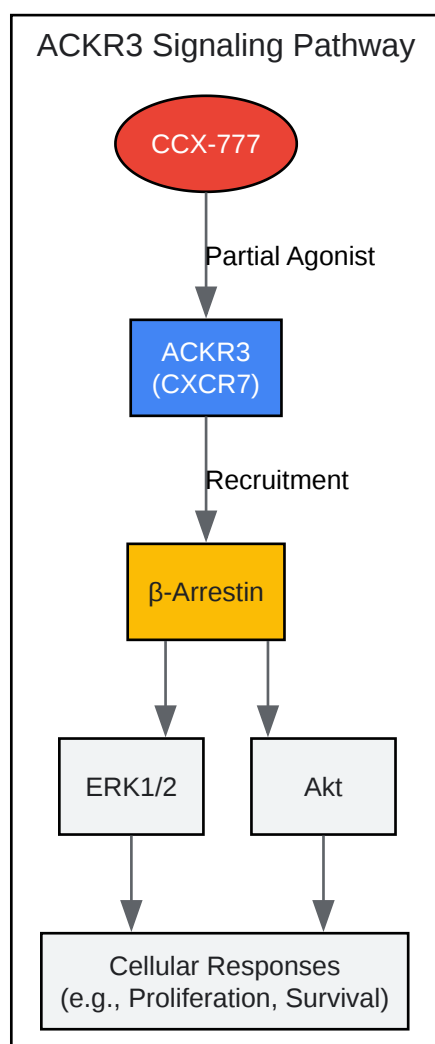 ACKR3 Signaling Pathway
CCX-777
Partial Agonist
ACKR3
(CXCR7)
Recruitment
β-Arrestin
ERK1/2
Akt
Cellular Responses
(e.g., Proliferation, Survival)